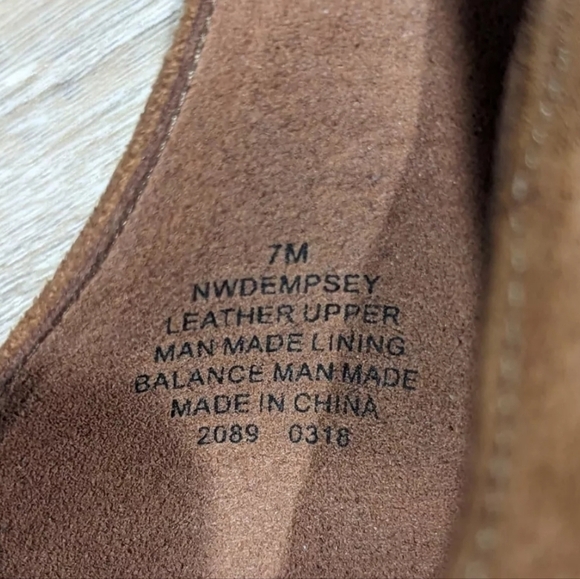 7M
NWDEMPSEY
LEATHER UPPER
MAN MADE LINING
BALANCE MAN MADE
MADE IN CHINA
2089 0318